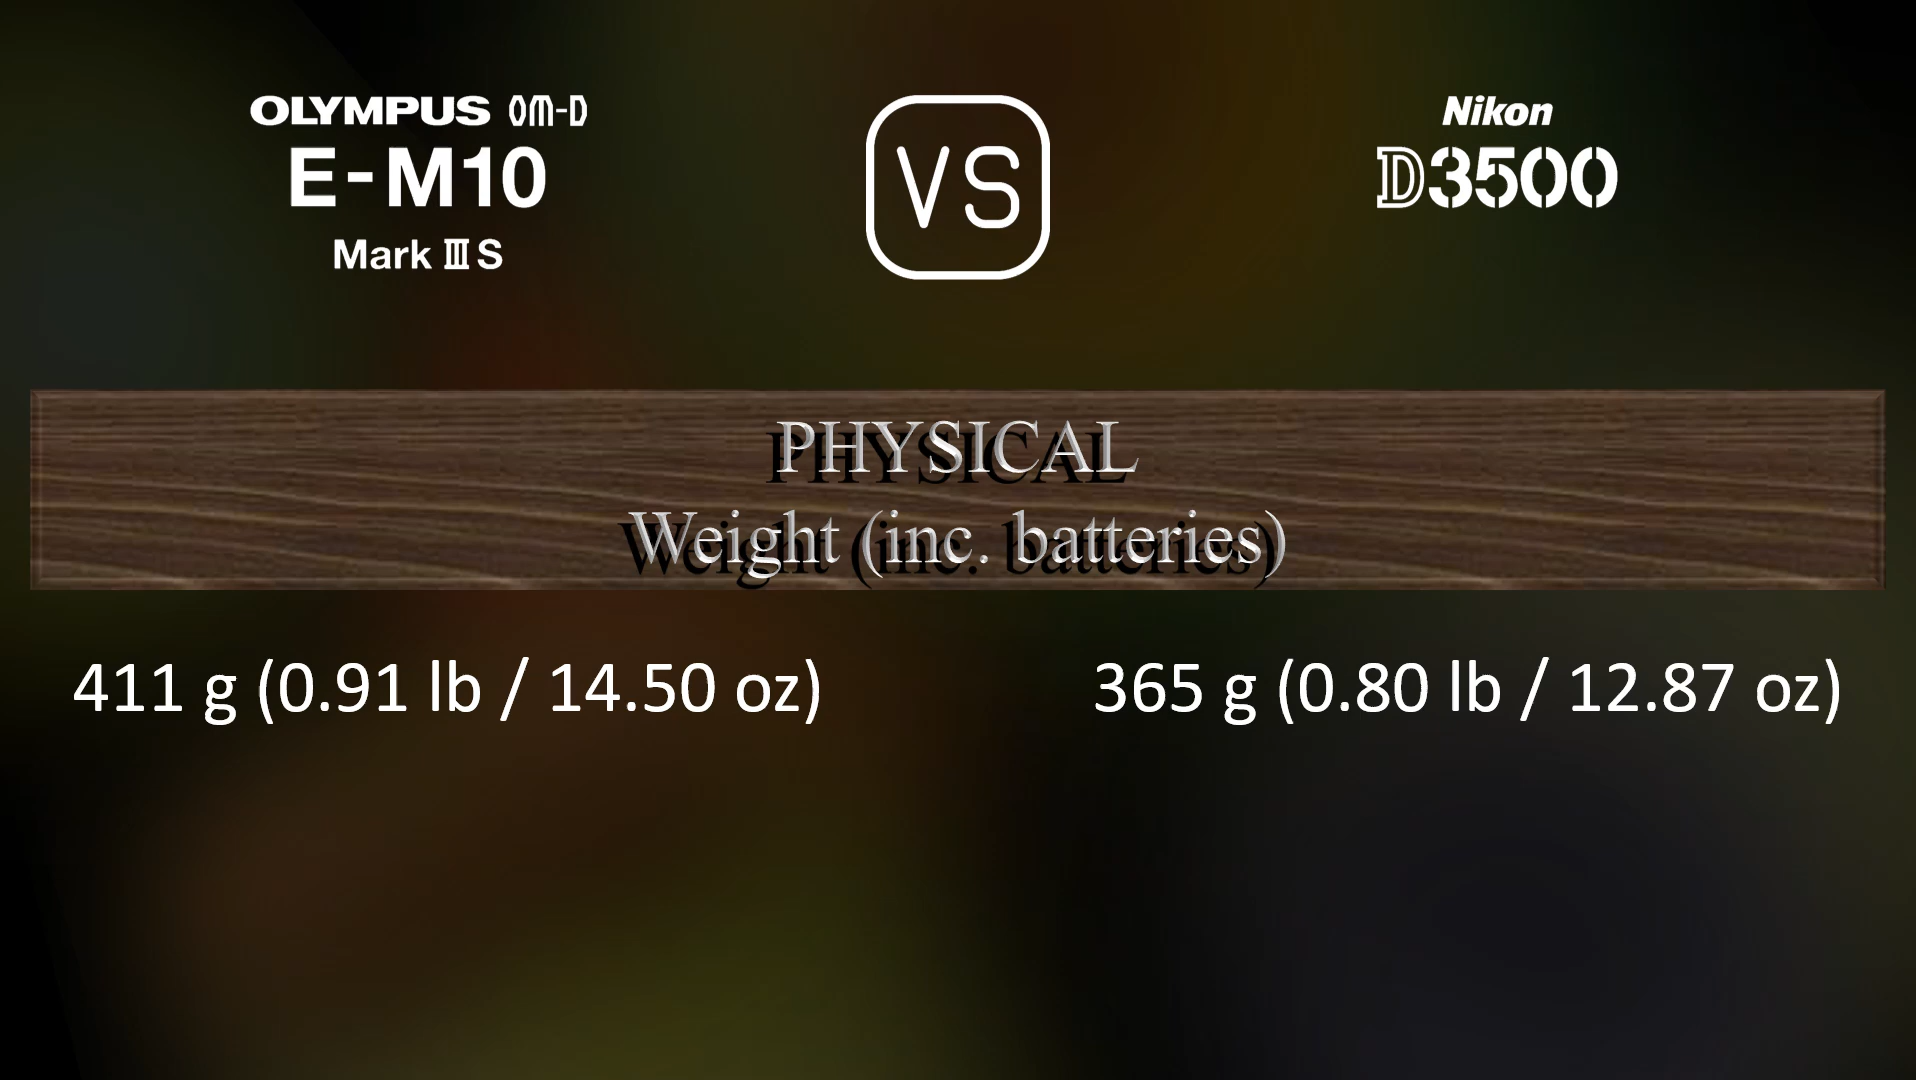 OLYMPUS OM-D
E-M10
Mark III S
VS
Nikon
D3500
PHYSICAL
Weight (inc. batteries)
411 g (0.91 lb / 14.50 oz)
365 g (0.80 lb / 12.87 oz)